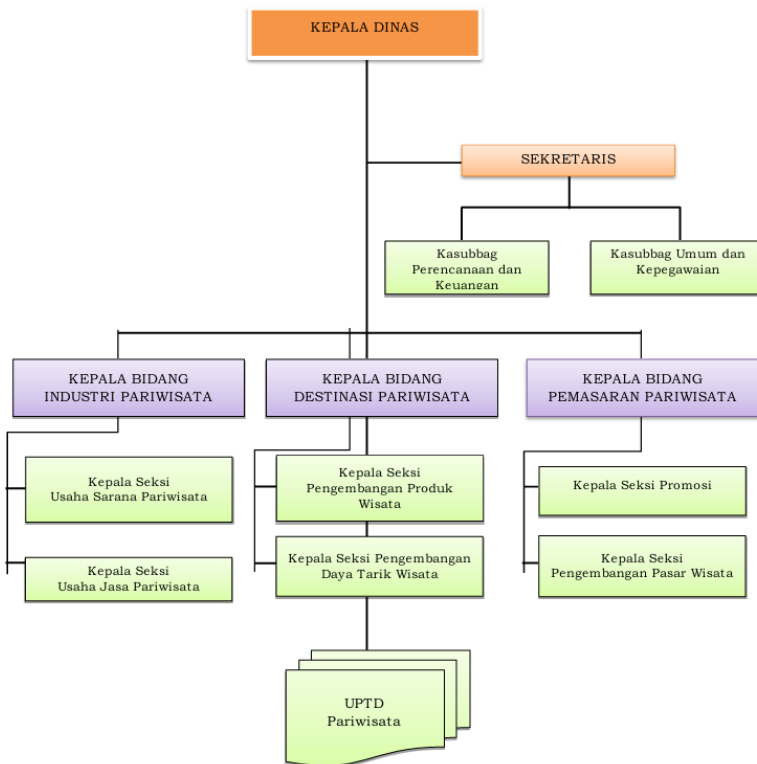 KEPALA DINAS
SEKRETARIS
Kasubbag
Perencanaan dan
Keuangan
Kasubbag Umum dan
Kepegawaian
KEPALA BIDANG
INDUSTRI PARIWISATA
KEPALA BIDANG
DESTINASI PARIWISATA
KEPALA BIDANG
PEMASARAN PARIWISATA
Kepala Seksi
Usaha Sarana Pariwisata
Kepala Seksi
Usaha Jasa Pariwisata
Kepala Seksi
Pengembangan Produk
Wisata
Kepala Seksi Pengembangan
Daya Tarik Wisata
Kepala Seksi Promosi
Kepala Seksi
Pengembangan Pasar Wisata
UPTD
Pariwisata